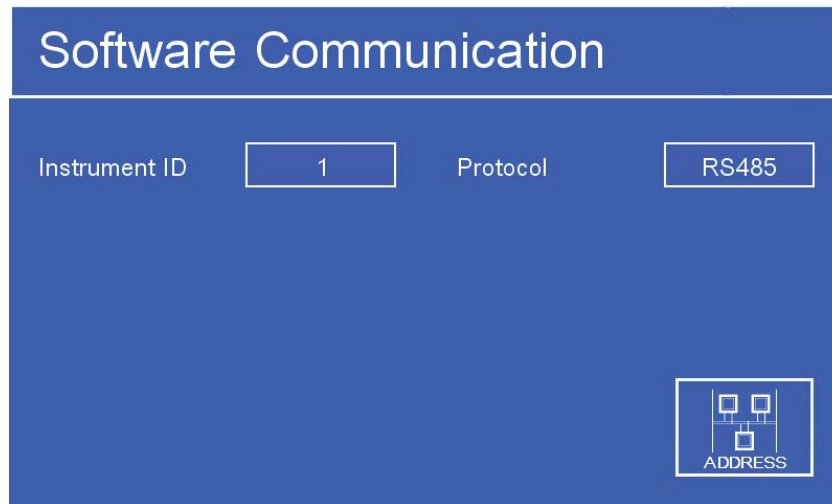 Software Communication
Instrument ID 1 Protocol RS485
ADDRESS